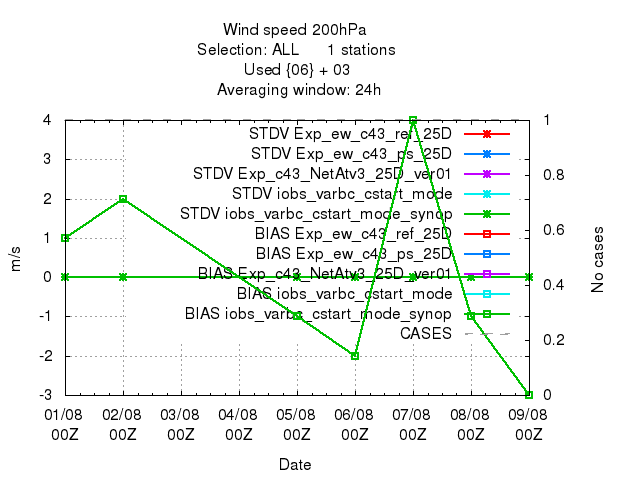 Wind speed 200hPa
Selection: ALL 1 stations
Used {06} + 03
Averaging window: 24h
4
3
2
1
0
-1
-2
-3
m/s
STDV Exp_ew_c43_ref_25D
STDV Exp_ew_c43_ps_25D
STDV Exp_c43_NetAtv3_25D_ver01
STDV iobs_varbc_cstart_mode
STDV iobs_varbc_cstart_mode_synop
BIAS Exp_ew_c43_ref_25D
BIAS Exp_ew_c43_ps_25D
BIAS Exp_c43_NetAtv3_25D_ver01
BIAS iobs_varbc_cstart_mode
BIAS iobs_varbc_cstart_mode_synop
CASES
1
0.8
0.6
0.4
0.2
0
No cases
01/08 02/08 03/08 04/08 05/08 06/08 07/08 08/08 09/08
00Z 00Z 00Z 00Z 00Z 00Z 00Z 00Z 00Z
Date